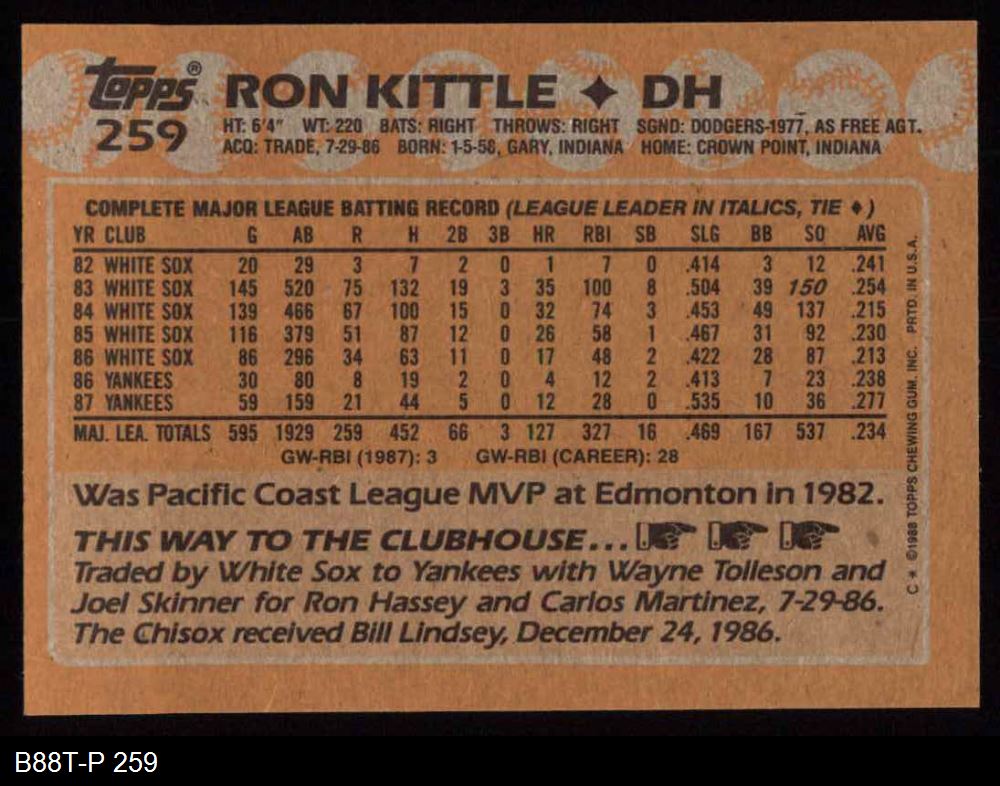 topps® RON KITTLE ✦ DH
259 HT: 6'4" WT: 220 BATS: RIGHT THROWS: RIGHT SGND: DODGERS-1977, AS FREE AGT.
ACQ: TRADE, 7-29-86 BORN: 1-5-58, GARY, INDIANA HOME: CROWN POINT, INDIANA
COMPLETE MAJOR LEAGUE BATTING RECORD (LEAGUE LEADER IN ITALICS, TIE ♦)
YR CLUB G AB R H 2B 3B HR RBI SB SLG BB SO AVG
82 WHITE SOX 20 29 3 7 2 0 1 7 0 .414 3 12 .241
83 WHITE SOX 145 520 75 132 19 3 35 100 8 .504 39 150 .254
84 WHITE SOX 139 466 67 100 15 0 32 74 3 .453 49 137 .215
85 WHITE SOX 116 379 51 87 12 0 26 58 1 .467 31 92 .230
86 WHITE SOX 86 296 34 63 11 0 17 48 2 .422 28 87 .213
86 YANKEES 30 80 8 19 2 0 4 12 2 .413 7 23 .238
87 YANKEES 59 159 21 44 5 0 12 28 0 .535 10 36 .277
MAJ. LEA. TOTALS 595 1929 259 452 66 3 127 327 16 .469 167 537 .234
GW-RBI (1987): 3 GW-RBI (CAREER): 28
Was Pacific Coast League MVP at Edmonton in 1982.
THIS WAY TO THE CLUBHOUSE...
Traded by White Sox to Yankees with Wayne Tolleson and
Joel Skinner for Ron Hassey and Carlos Martinez, 7-29-86.
The Chisox received Bill Lindsey, December 24, 1986.
C* ©1988 TOPPS CHEWING GUM, INC. PRTD. IN U.S.A.
B88T-P 259